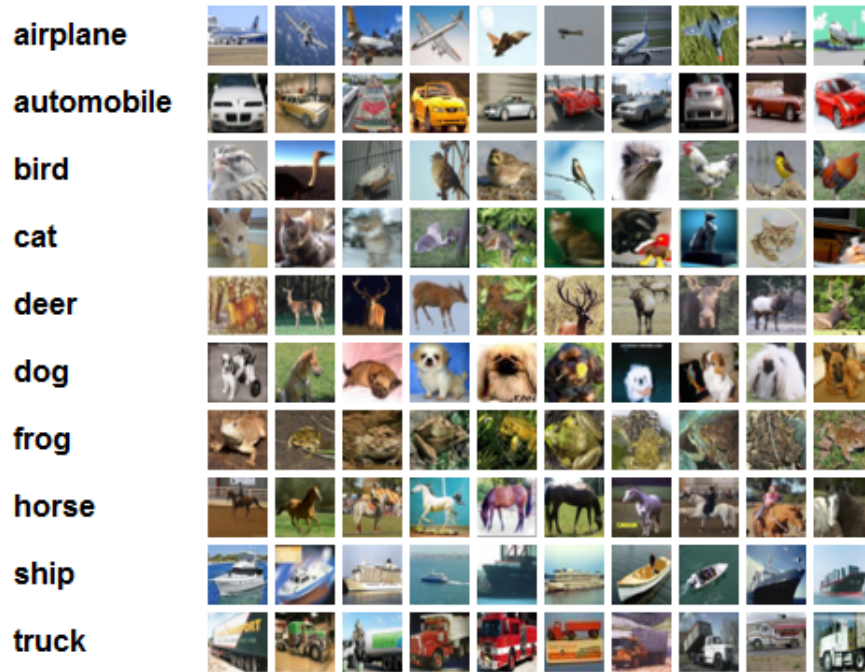 airplane
automobile
bird
cat
deer
dog
frog
horse
ship
truck